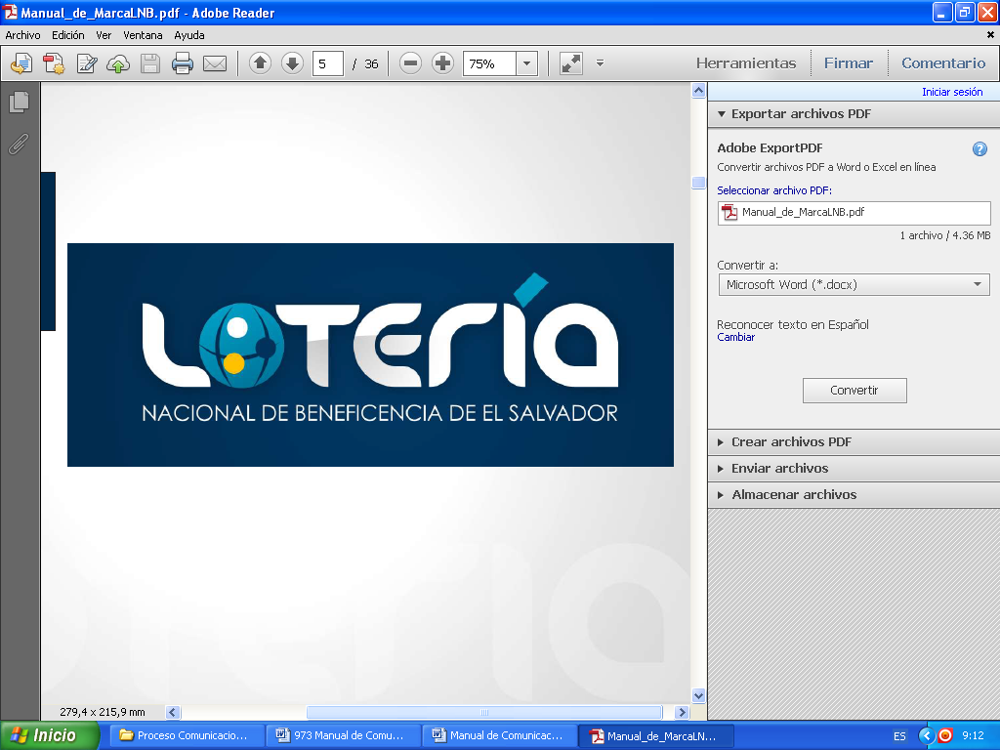 Manual_de_MarcaLNB.pdf - Adobe Reader
Archivo Edición Ver Ventana Ayuda
5 / 36 75% Herramientas Firmar Comentario
Iniciar sesión
Exportar archivos PDF
Adobe ExportPDF
Convertir archivos PDF a Word o Excel en línea
Seleccionar archivo PDF:
Manual_de_MarcaLNB.pdf
1 archivo / 4.36 MB
Convertir a:
Microsoft Word (*.docx)
Reconocer texto en Español
Cambiar
Convertir
Crear archivos PDF
Enviar archivos
Almacenar archivos
LOTERÍA
NACIONAL DE BENEFICENCIA DE EL SALVADOR
LOTERÍA
279,4 x 215,9 mm
Inicio Proceso Comunicacio... 973 Manual de Comu... Manual de Comunicac... Manual_de_MarcaLN... ES 9:12